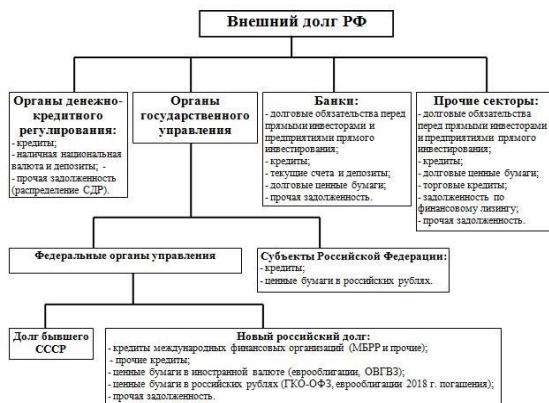 Внешний долг РФ
Органы денежно-
кредитного
регулирования:
- кредиты;
- наличная национальная
валюта и депозиты; -
- прочая задолженность
(распределение СДР).
Органы
государственного
управления
Банки:
- долговые обязательства перед
прямыми инвесторами и
предприятиями прямого
инвестирования;
- кредиты;
- текущие счета и депозиты;
- долговые ценные бумаги;
- прочая задолженность.
Прочие секторы:
- долговые обязательства
перед прямыми инвесторами
и предприятиями прямого
инвестирования;
- кредиты;
- долговые ценные бумаги;
- торговые кредиты;
- задолженность по
финансовому лизингу;
- прочая задолженность.
Федеральные органы управления
Субъекты Российской Федерации:
- кредиты;
- ценные бумаги в российских рублях.
Долг бывшего
СССР
Новый российский долг:
- кредиты международных финансовых организаций (МБРР и прочие);
- прочие кредиты;
- ценные бумаги в иностранной валюте (еврооблигации, ОВГВЗ);
- ценные бумаги в российских рублях (ГКО-ОФЗ, еврооблигации 2018 г. погашения);
- прочая задолженность.